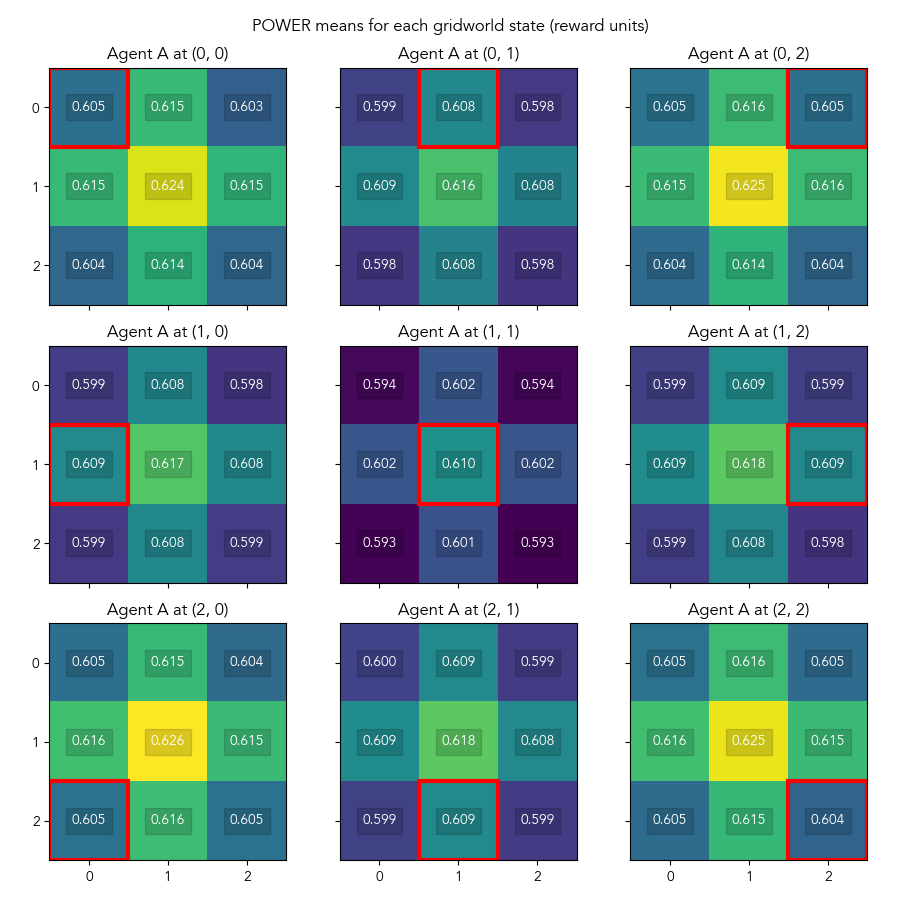 POWER means for each gridworld state (reward units)
Agent A at (0, 0) Agent A at (0, 1) Agent A at (0, 2)
0 0.605 0.615 0.603 0.599 0.608 0.598 0.605 0.616 0.605
1 0.615 0.624 0.615 0.609 0.616 0.608 0.615 0.625 0.616
2 0.604 0.614 0.604 0.598 0.608 0.598 0.604 0.614 0.604
Agent A at (1, 0) Agent A at (1, 1) Agent A at (1, 2)
0 0.599 0.608 0.598 0.594 0.602 0.594 0.599 0.609 0.599
1 0.609 0.617 0.608 0.602 0.610 0.602 0.609 0.618 0.609
2 0.599 0.608 0.599 0.593 0.601 0.593 0.599 0.608 0.598
Agent A at (2, 0) Agent A at (2, 1) Agent A at (2, 2)
0 0.605 0.615 0.604 0.600 0.609 0.599 0.605 0.616 0.605
1 0.616 0.626 0.615 0.609 0.618 0.608 0.616 0.625 0.615
2 0.605 0.616 0.605 0.599 0.609 0.599 0.605 0.615 0.604
0 1 2 0 1 2 0 1 2